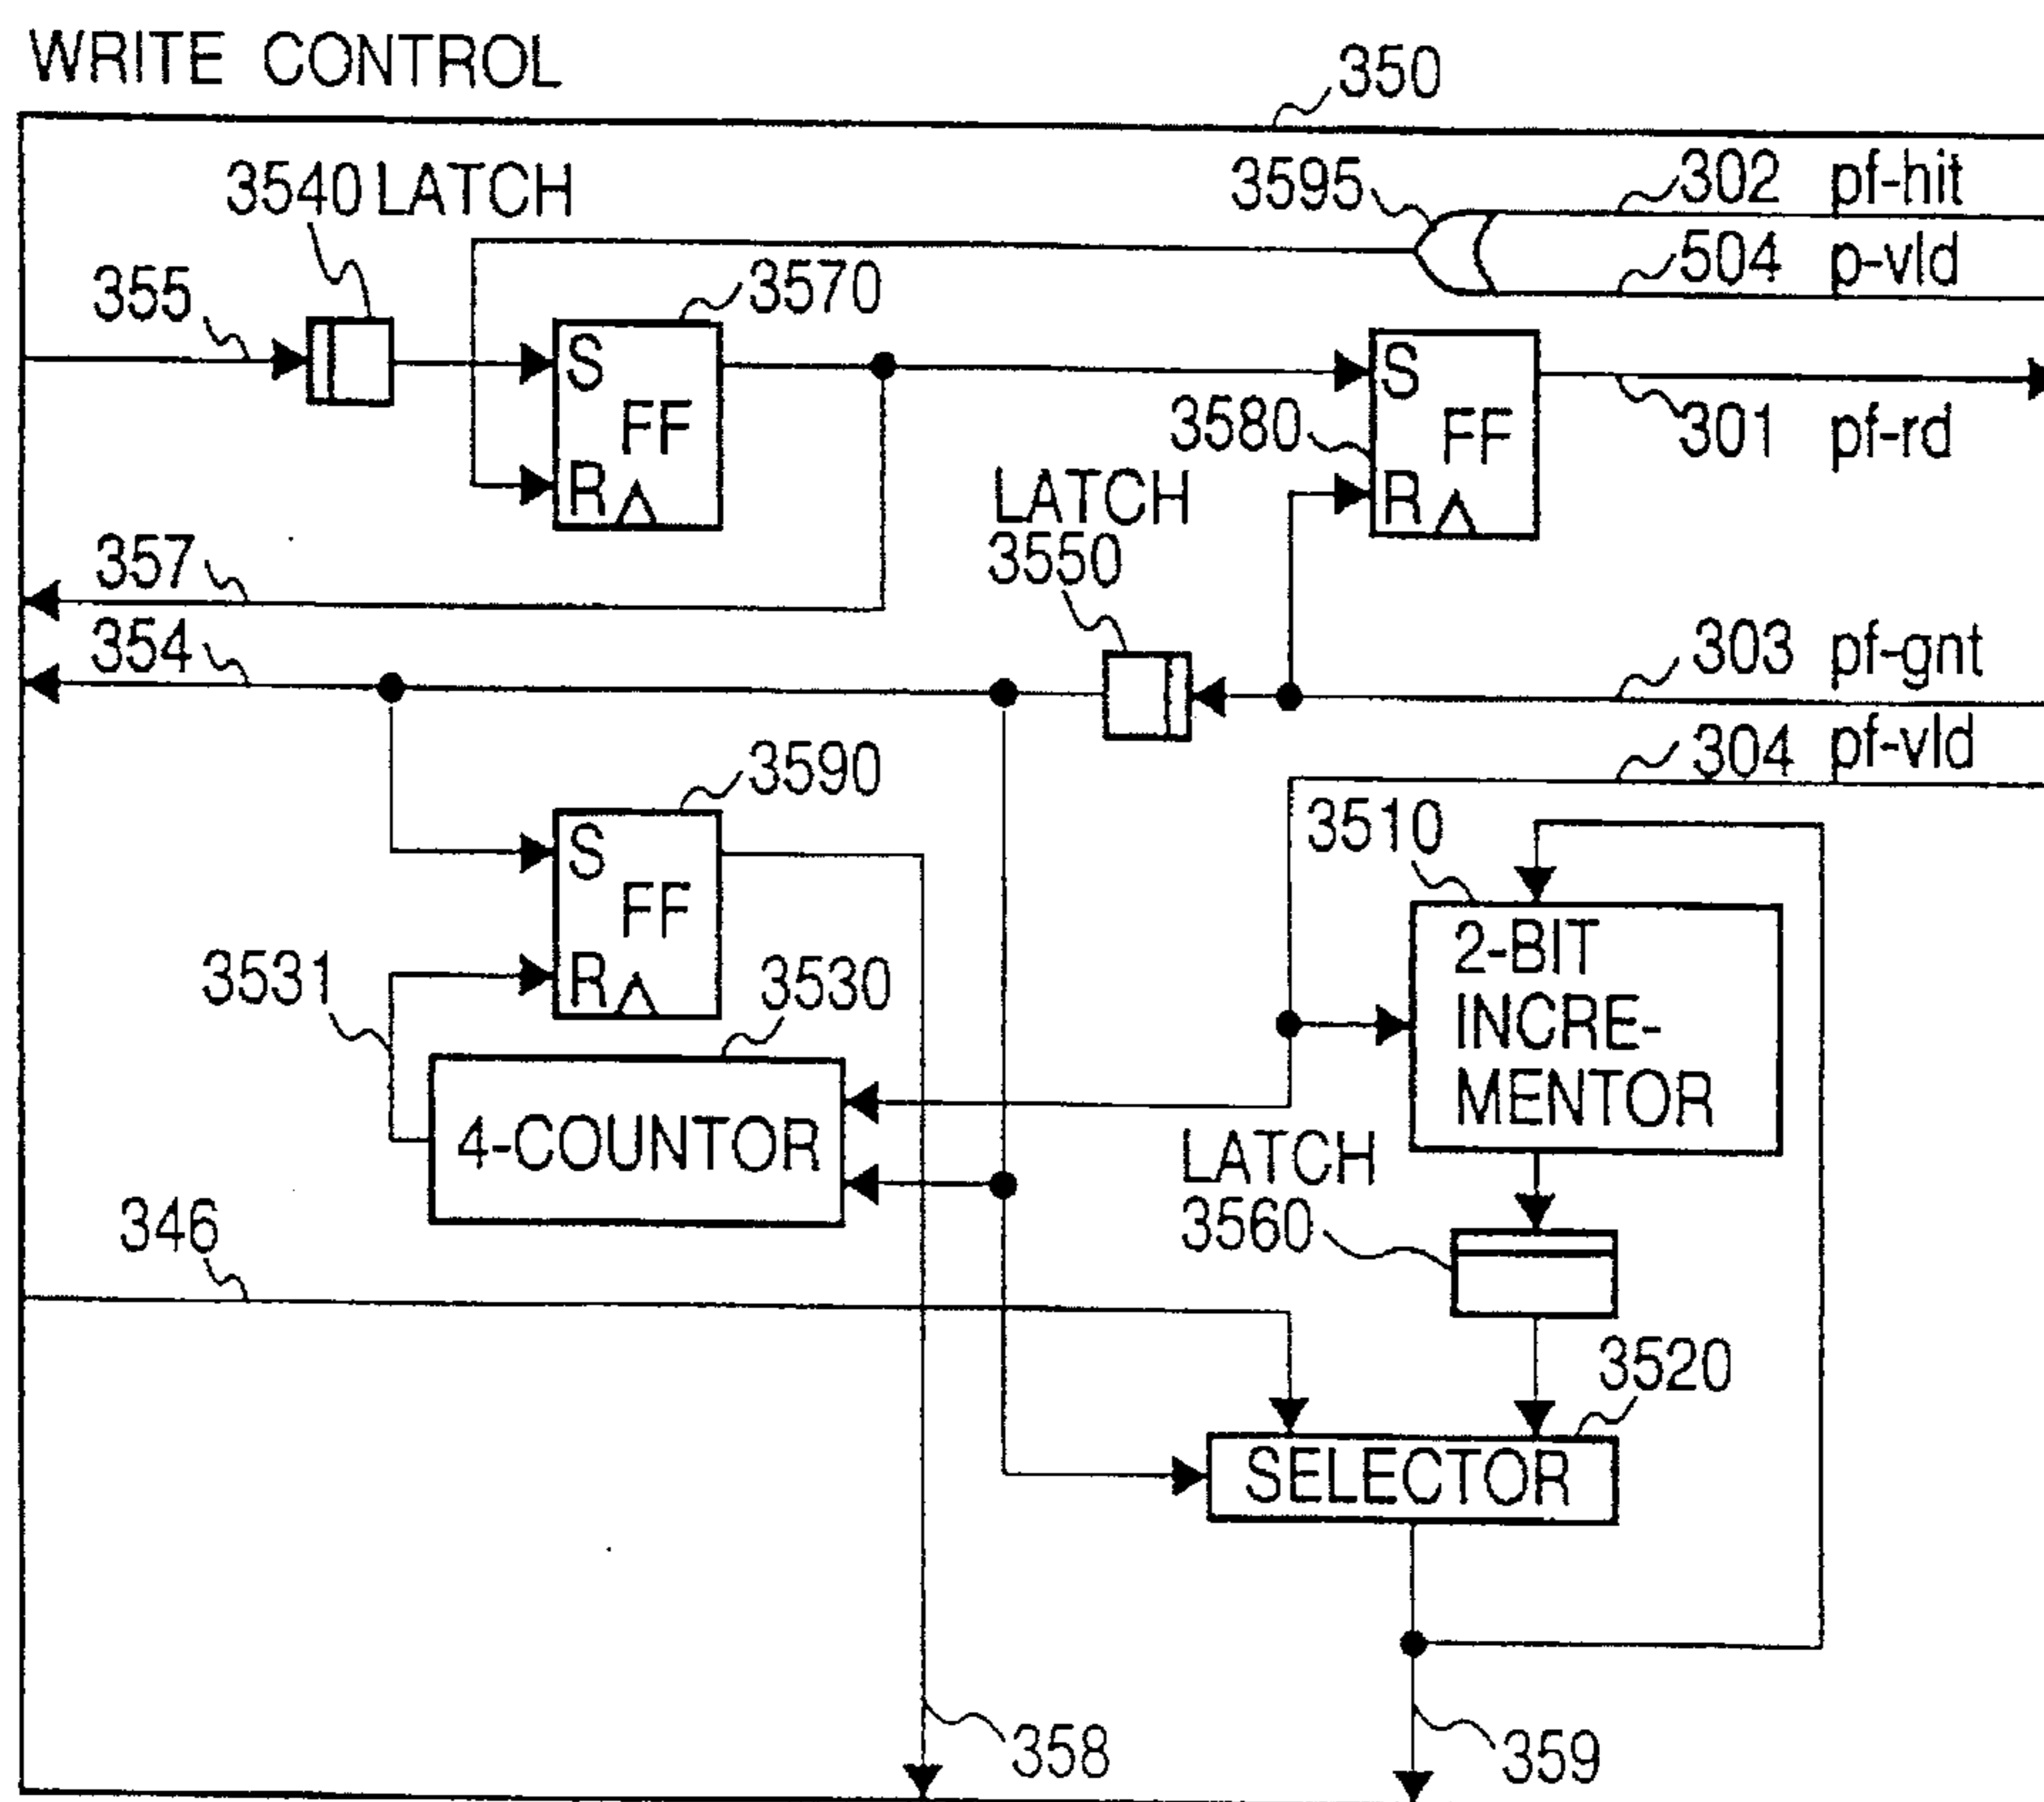 WRITE CONTROL
350
3540 LATCH
3595
302 pf-hit
504 p-vld
355
3570
S
FF
R
3580
S
FF
R
301 pf-rd
LATCH
3550
357
354
303 pf-gnt
304 pf-vld
3590
S
FF
R
3510
2-BIT
INCRE-
MENTOR
3531
3530
4-COUNTOR
LATCH
3560
346
3520
SELECTOR
358
359